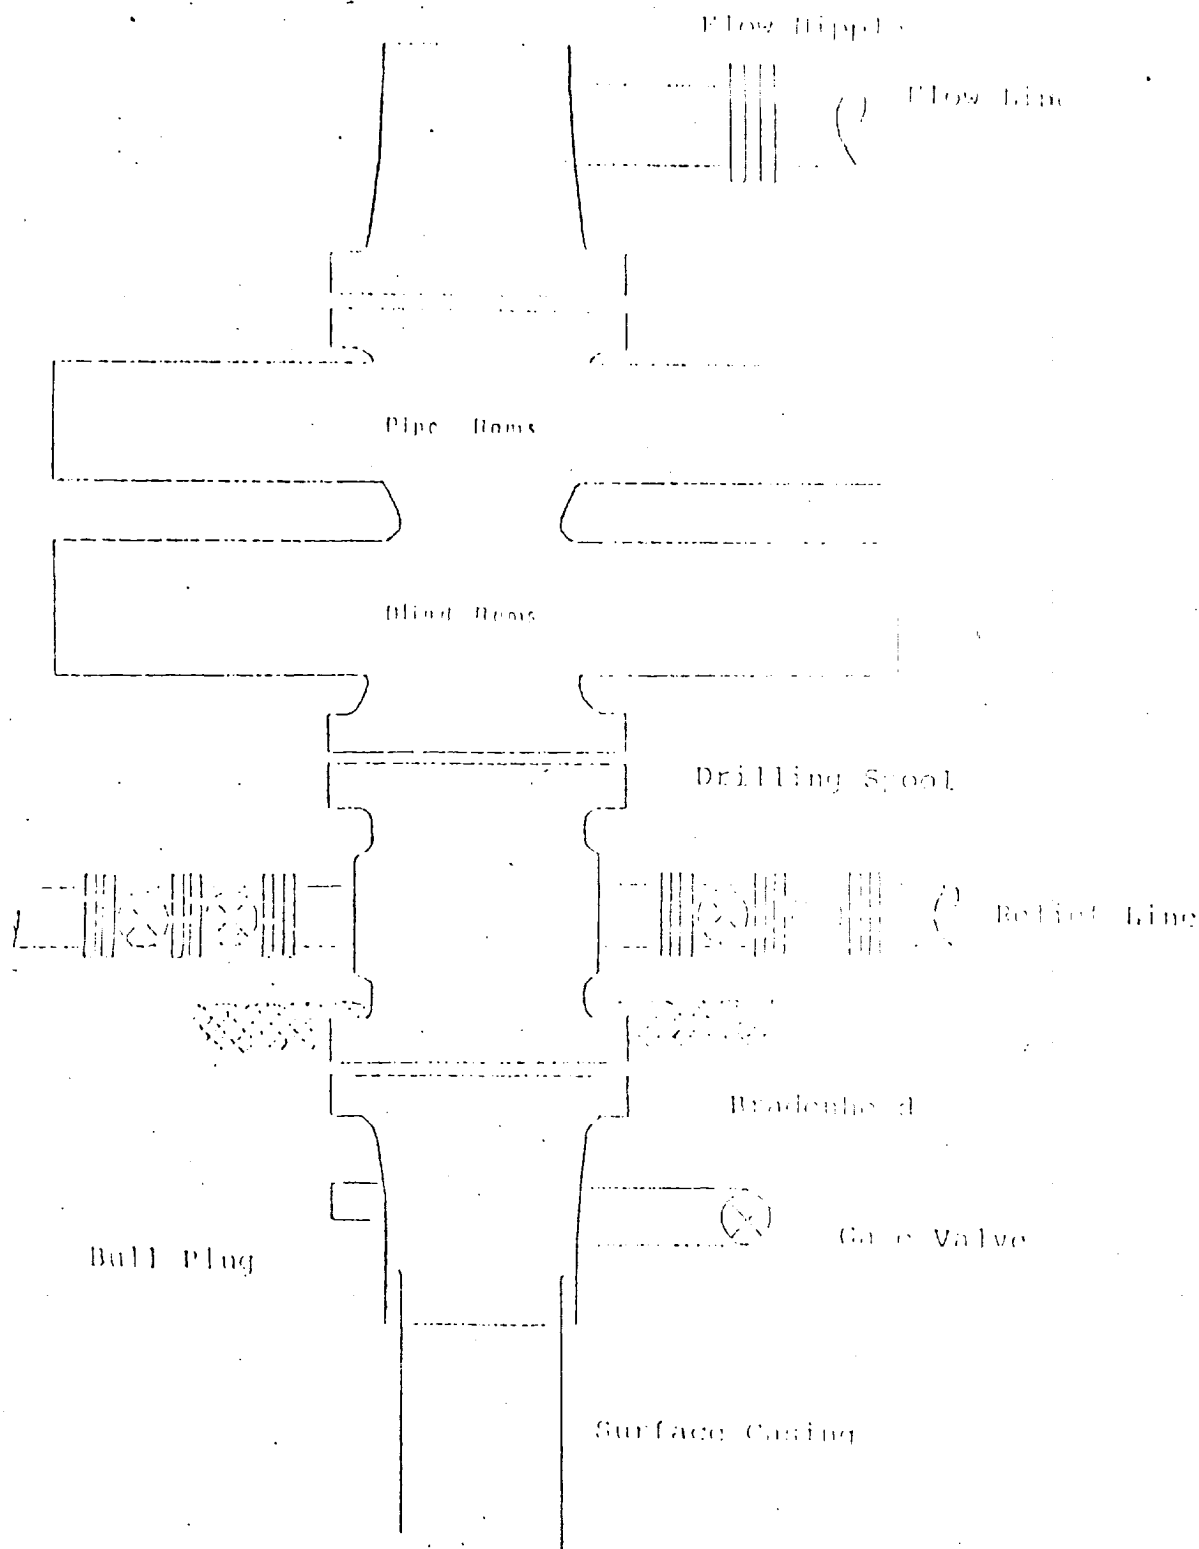 Flow Nipple
Flow Line
Pipe Rams
Blind Rams
Drilling Spool
Relief Line
Bradenhead
Gate Valve
Bull Plug
Surface Casing